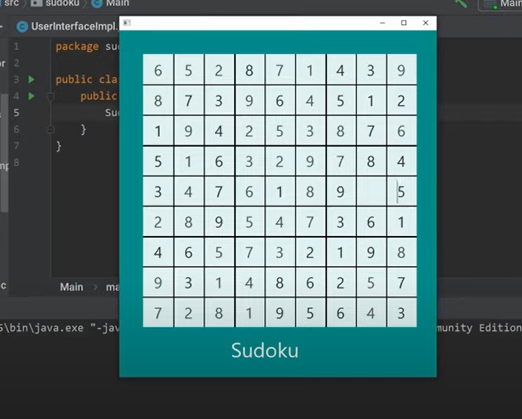 src > sudoku > Main
Main
UserInterfaceImpl.
1 package su
2
3 public cla
4 public
5 Su
6 }
7 }
8
6 5 2 8 7 1 4 3 9
8 7 3 9 6 4 5 1 2
1 9 4 2 5 3 8 7 6
5 1 6 3 2 9 7 8 4
3 4 7 6 1 8 9 5
2 8 9 5 4 7 3 6 1
4 6 5 7 3 2 1 9 8
9 3 1 4 8 6 2 5 7
7 2 8 1 9 5 6 4 3
Sudoku
Main > ma
5\bin\java.exe "-jav
munity Edition